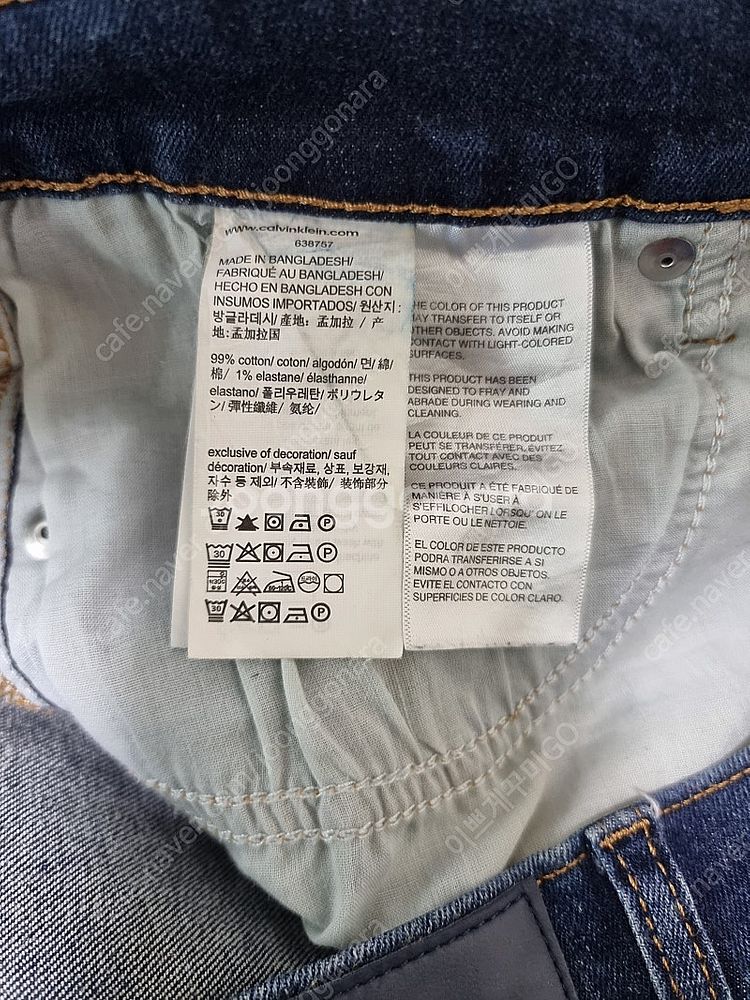 www.calvinklein.com
638757
MADE IN BANGLADESH/
FABRIQUÉ AU BANGLADESH/
HECHO EN BANGLADESH CON
INSUMOS IMPORTADOS/ 원산지:
방글라데시/ 產地: 孟加拉 / 产
地:孟加拉国
99% cotton/ coton/ algodón/ 면/ 綿/
棉/ 1% elastane/ élasthanne/
elastano/ 폴리우레탄/ ポリウレタ
ン/ 彈性纖維/ 氨纶/
exclusive of decoration/ sauf
décoration/ 부속재료, 상표, 보강재,
자수 등 제외/ 不含裝飾/ 装饰部分
除外
30 P
30 P
드라이
30 P
THE COLOR OF THIS PRODUCT
MAY TRANSFER TO ITSELF OR
OTHER OBJECTS. AVOID MAKING
CONTACT WITH LIGHT-COLORED
SURFACES.
THIS PRODUCT HAS BEEN
DESIGNED TO FRAY AND
ABRADE DURING WEARING AND
CLEANING.
LA COULEUR DE CE PRODUIT
PEUT SE TRANSFÉRER. ÉVITEZ
TOUT CONTACT AVEC DES
COULEURS CLAIRES.
CE PRODUIT A ÉTÉ FABRIQUÉ DE
MANIÈRE À S'USER À
S'EFFILOCHER LORSQU' ON LE
PORTE OU LE NETTOIE.
EL COLOR DE ESTE PRODUCTO
PODRA TRANSFERIRSE A SI
MISMO O A OTROS OBJETOS.
EVITE EL CONTACTO CON
SUPERFICIES DE COLOR CLARO.
cafe.naver.com/joonggonara